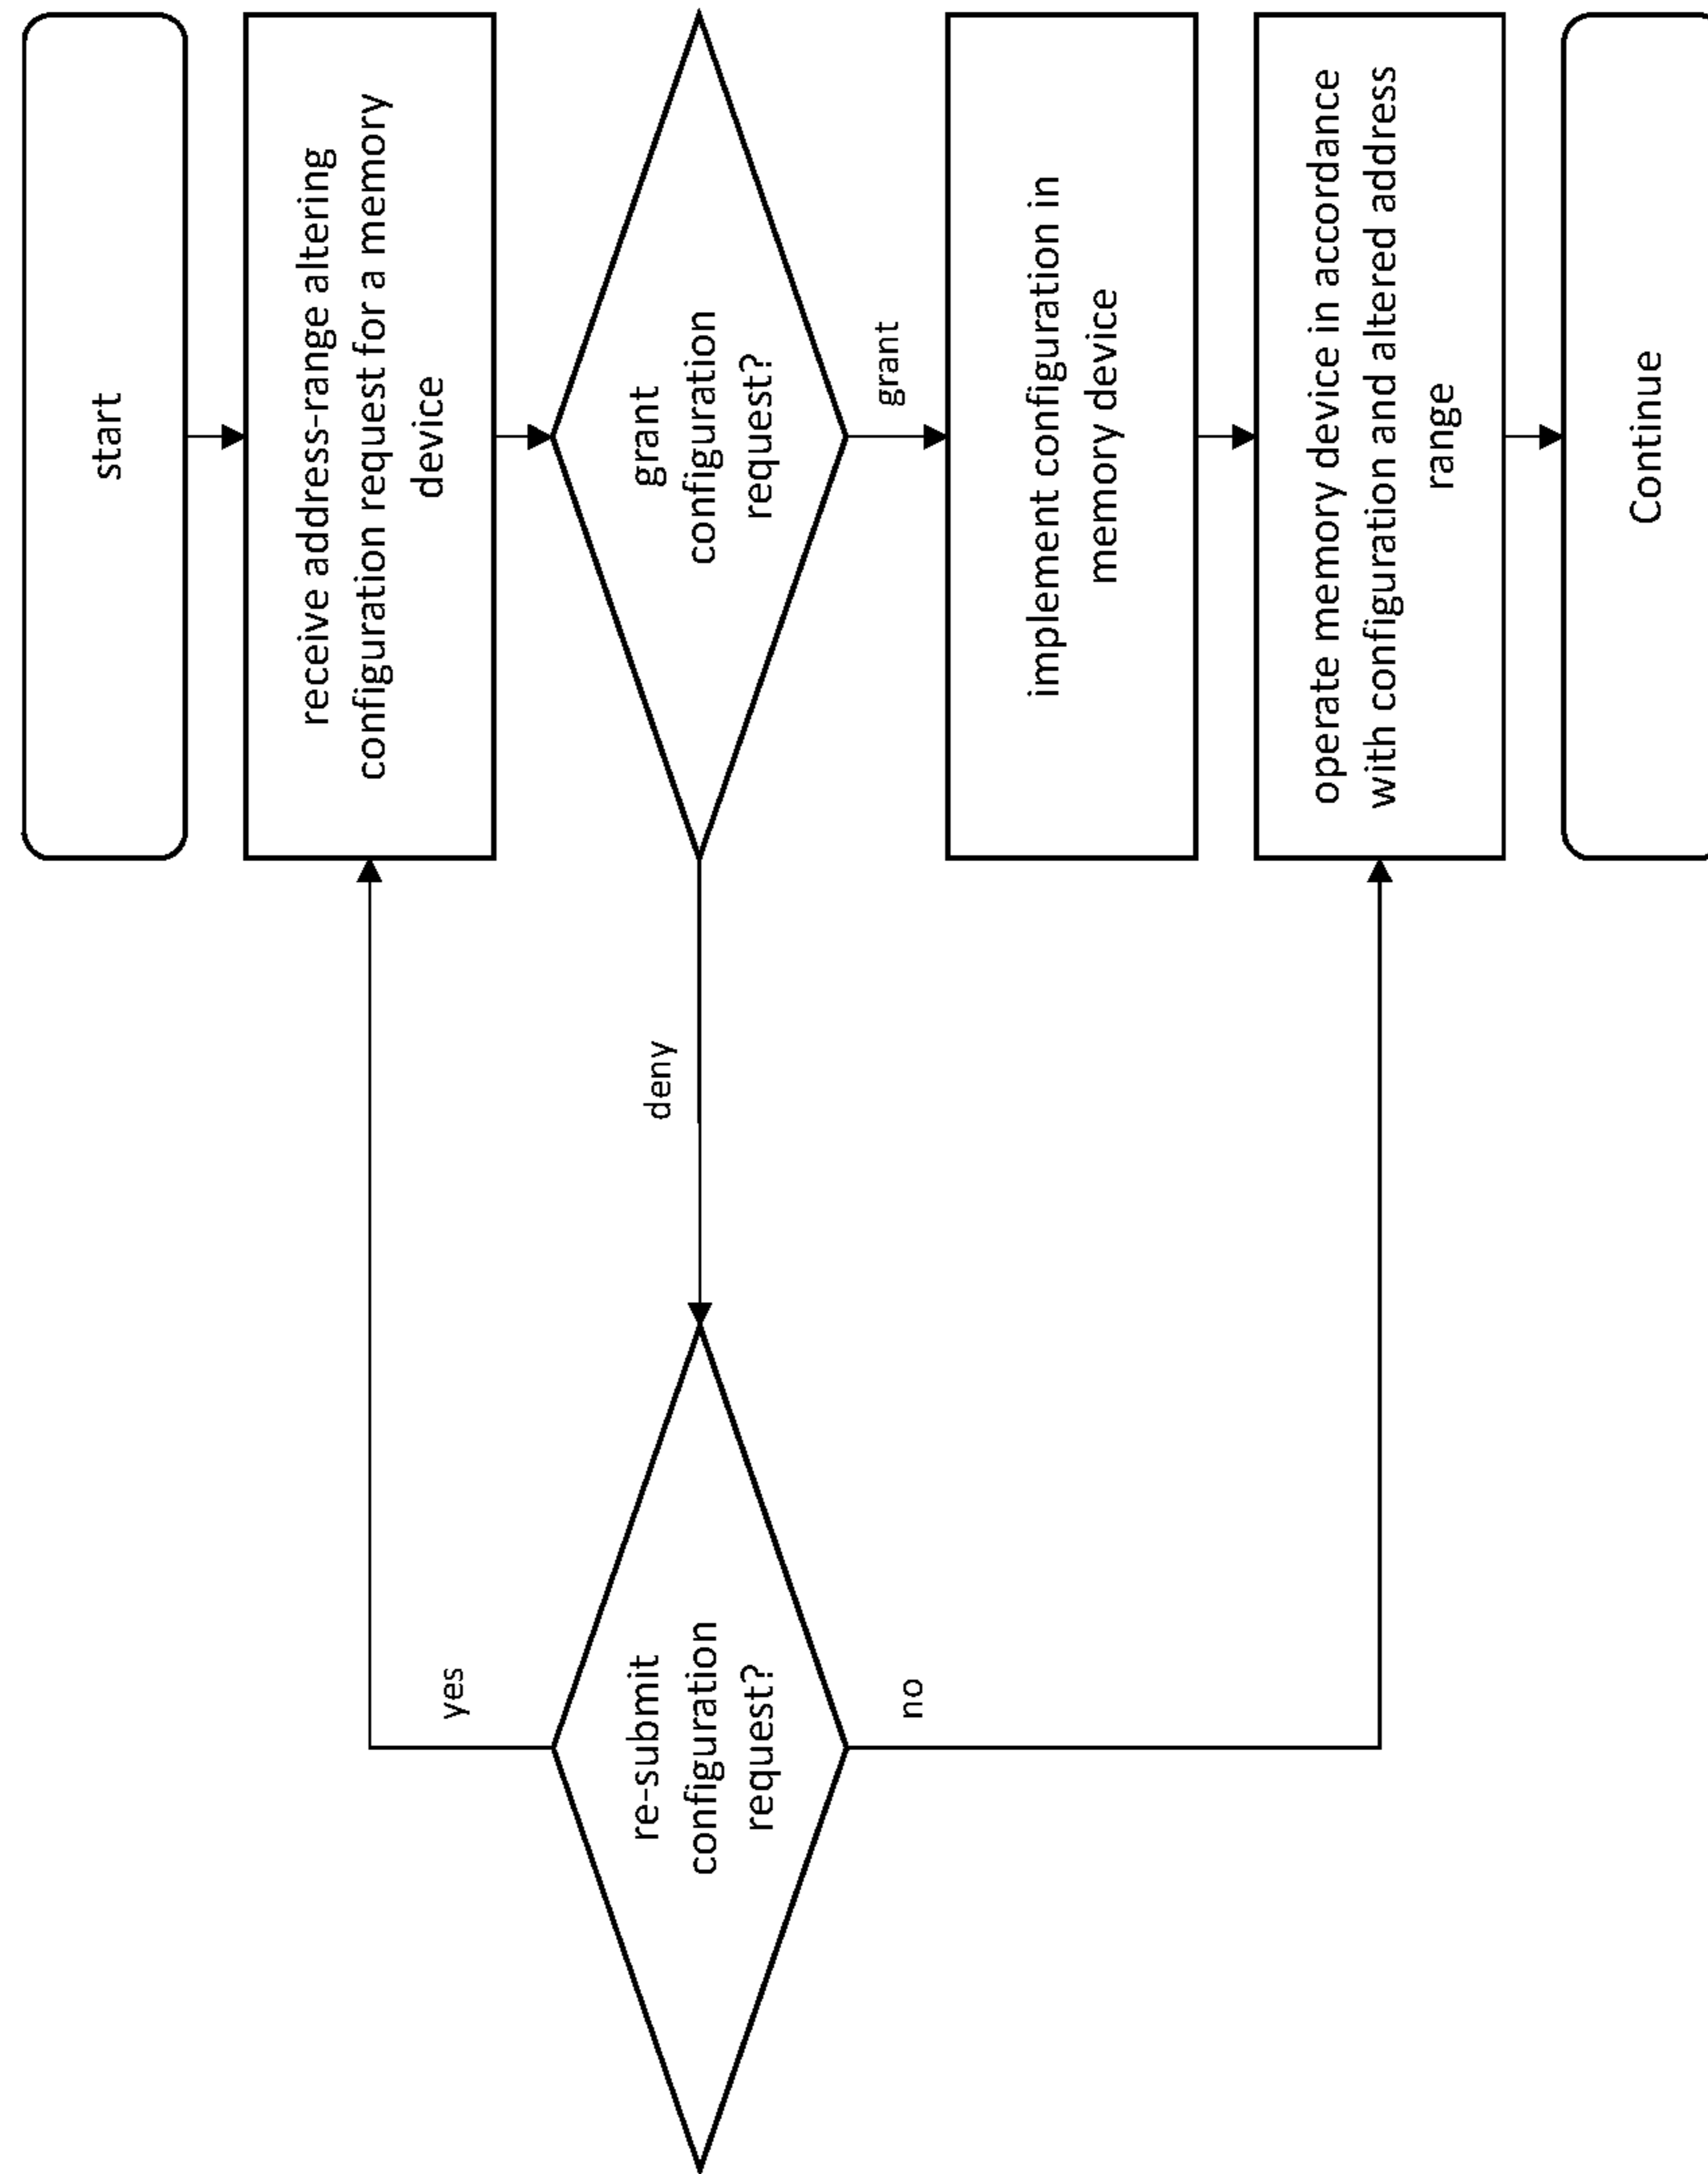 start
receive address-range altering
configuration request for a memory
device
grant
configuration
request?
grant
deny
re-submit
configuration
request?
yes
no
implement configuration in
memory device
operate memory device in accordance
with configuration and altered address
range
Continue